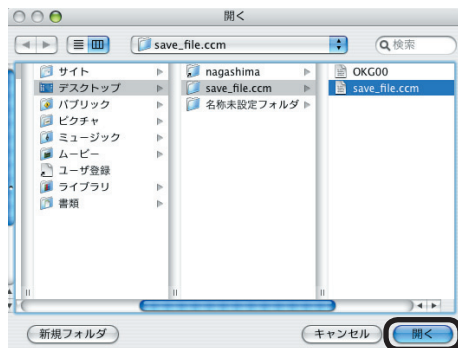 開く
save_file.ccm
検索
サイト
デスクトップ
パブリック
ピクチャ
ミュージック
ムービー
ユーザ登録
ライブラリ
書類
nagashima
save_file.ccm
名称未設定フォルダ
OKG00
save_file.ccm
新規フォルダ
キャンセル
開く